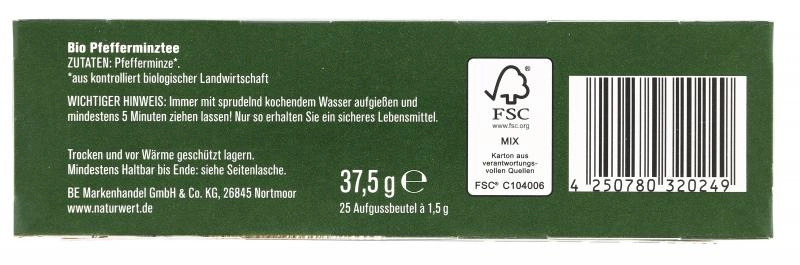 Bio Pfefferminztee
ZUTATEN: Pfefferminze*.
*aus kontrolliert biologischer Landwirtschaft
WICHTIGER HINWEIS: Immer mit sprudelnd kochendem Wasser aufgießen und
mindestens 5 Minuten ziehen lassen! Nur so erhalten Sie ein sicheres Lebensmittel.
Trocken und vor Wärme geschützt lagern.
Mindestens Haltbar bis Ende: siehe Seitenlasche.
BE Markenhandel GmbH & Co. KG, 26845 Nortmoor
www.naturwert.de
37,5 g ℮
25 Aufgussbeutel à 1,5 g
FSC
www.fsc.org
MIX
Karton aus
verantwortungs-
vollen Quellen
FSC® C104006
4 250780 320249